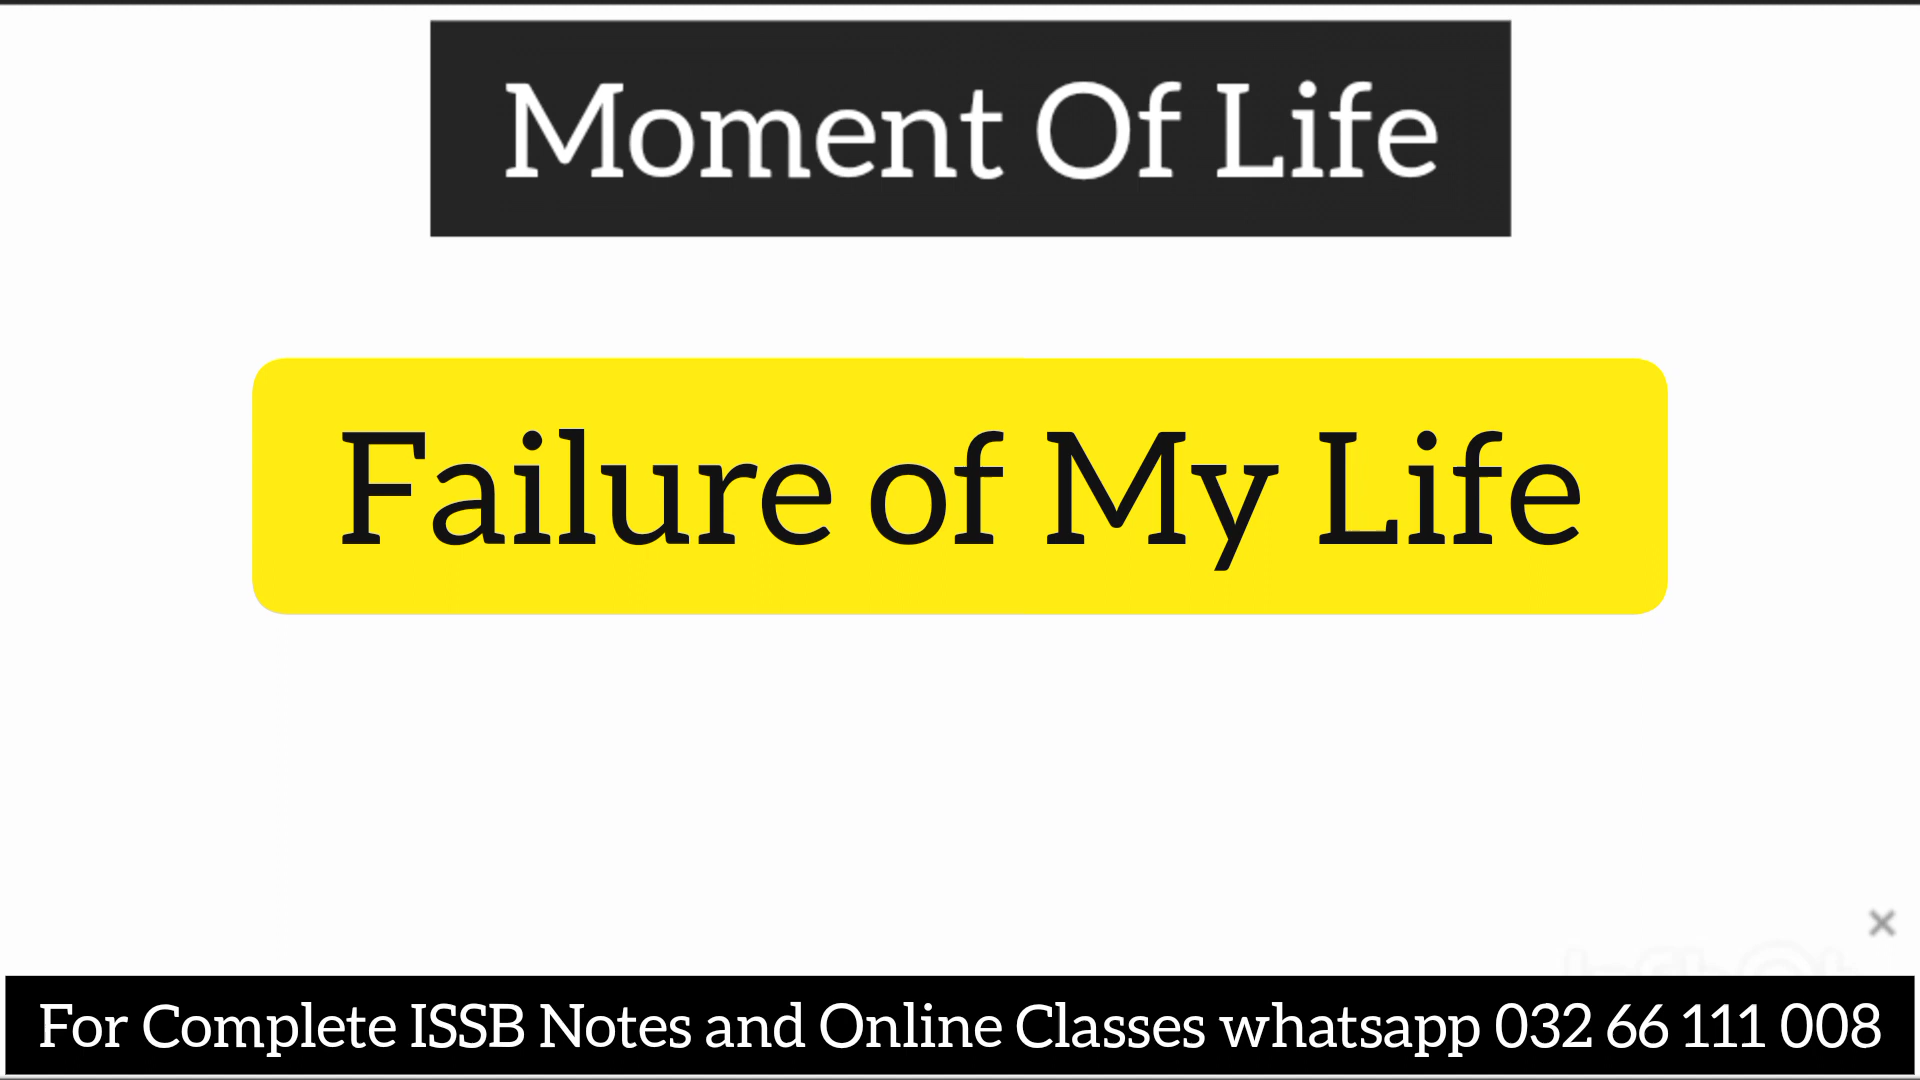 Moment Of Life
Failure of My Life
For Complete ISSB Notes and Online Classes whatsapp 032 66 111 008